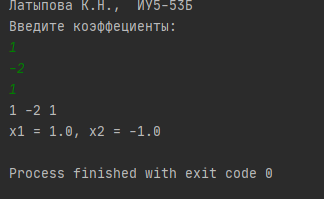 Латыпова К.Н.,  ИУ5-53Б
Введите коэффециенты:
1
-2
1
1 -2 1
x1 = 1.0, x2 = -1.0
Process finished with exit code 0